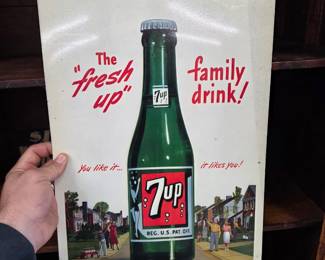 The
"fresh
up"
family
drink!
7up
You like it...
it likes you!
7up
REG. U.S. PAT. OFF.